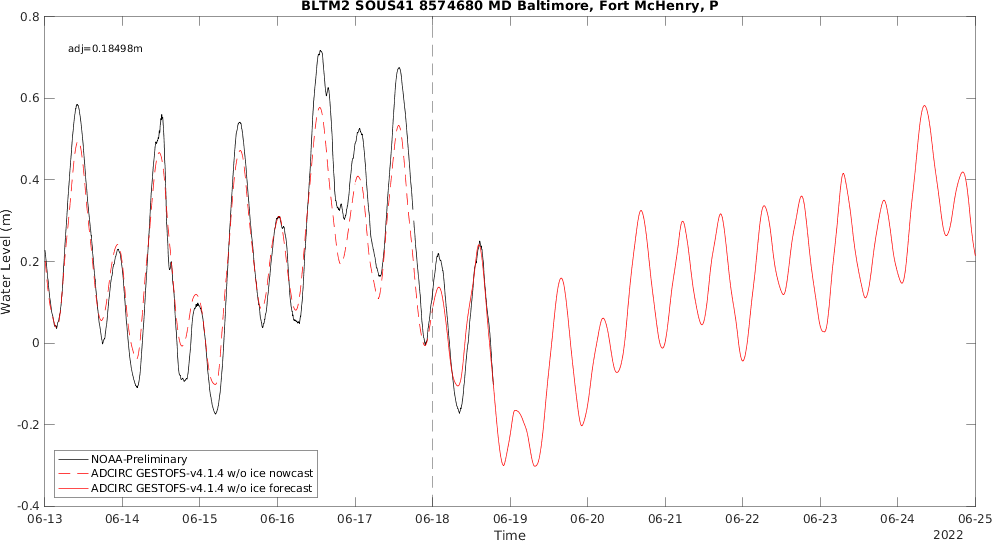 BLTM2 SOUS41 8574680 MD Baltimore, Fort McHenry, P
adj=0.18498m
Water Level (m)
0.8
0.6
0.4
0.2
0
-0.2
-0.4
NOAA-Preliminary
ADCIRC GESTOFS-v4.1.4 w/o ice nowcast
ADCIRC GESTOFS-v4.1.4 w/o ice forecast
06-13 06-14 06-15 06-16 06-17 06-18 06-19 06-20 06-21 06-22 06-23 06-24 06-25
Time
2022